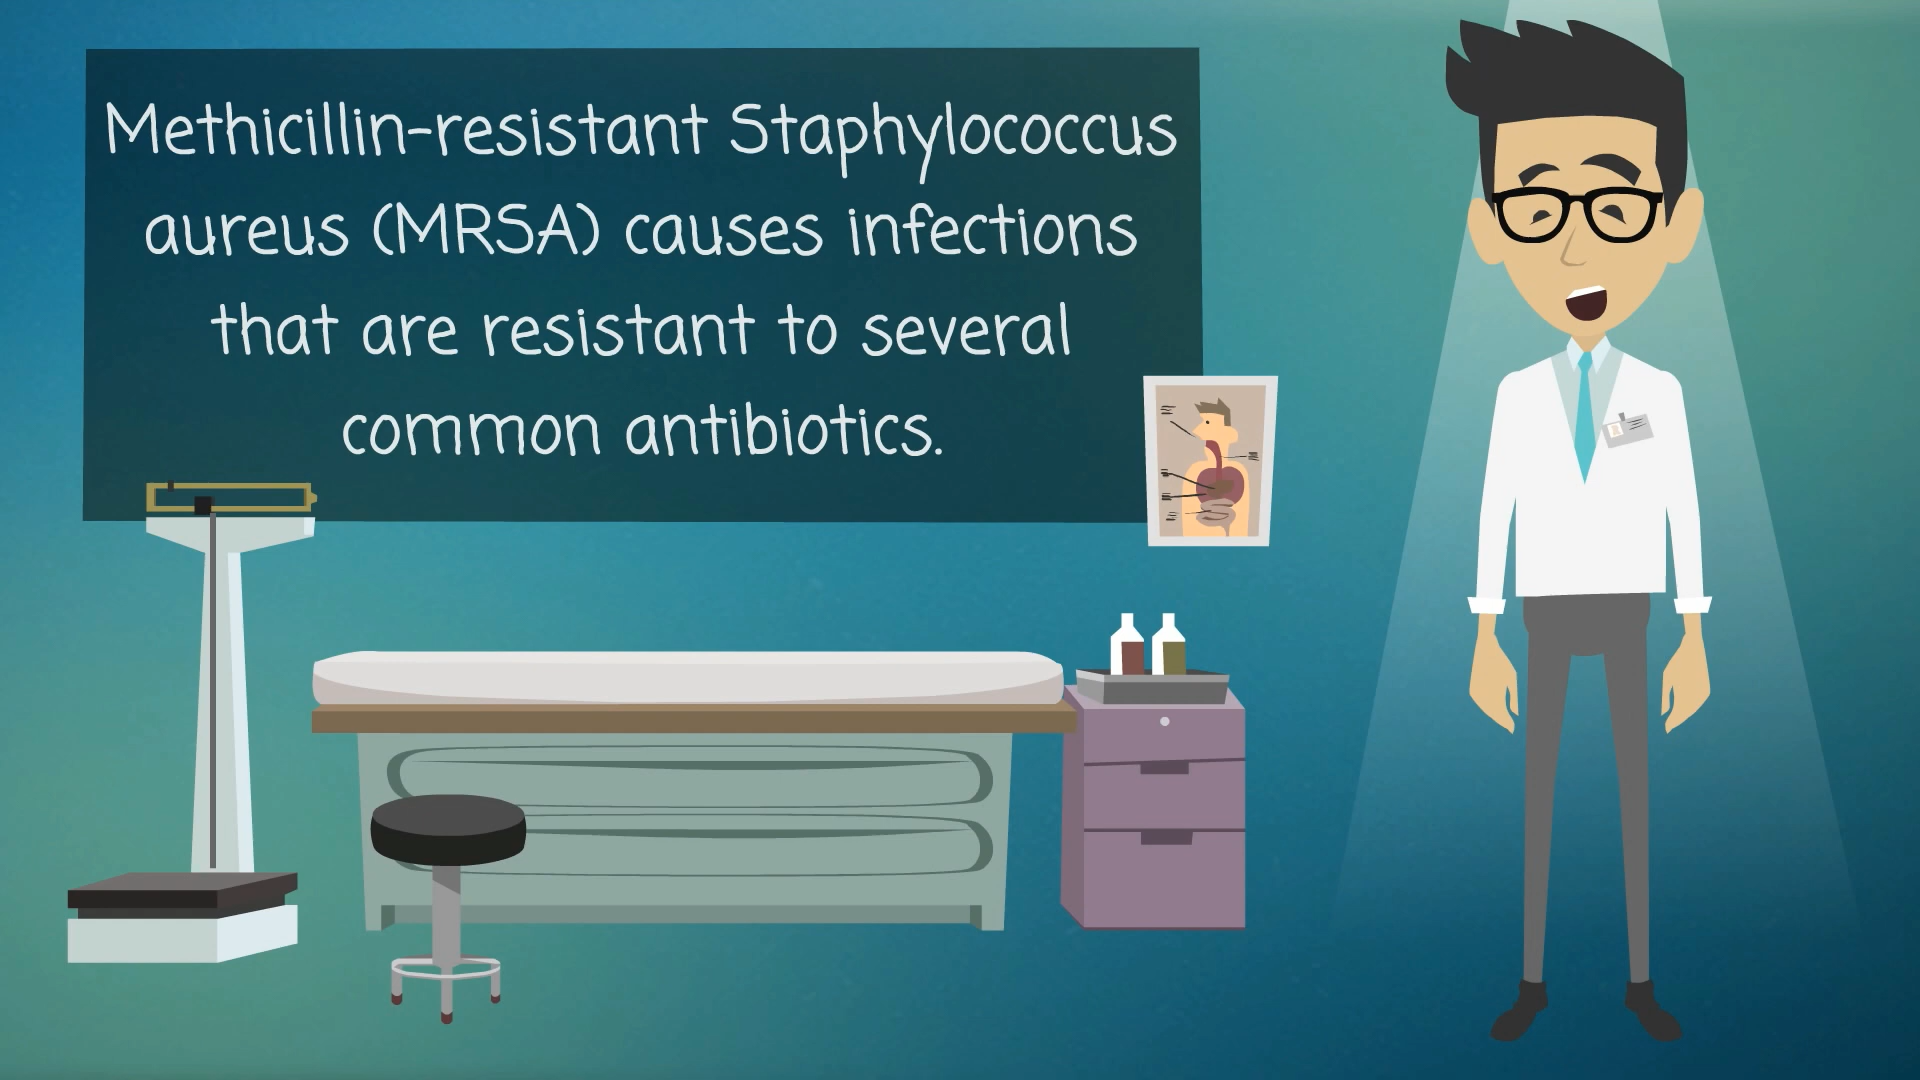 Methicillin-resistant Staphylococcus
aureus (MRSA) causes infections
that are resistant to several
common antibiotics.